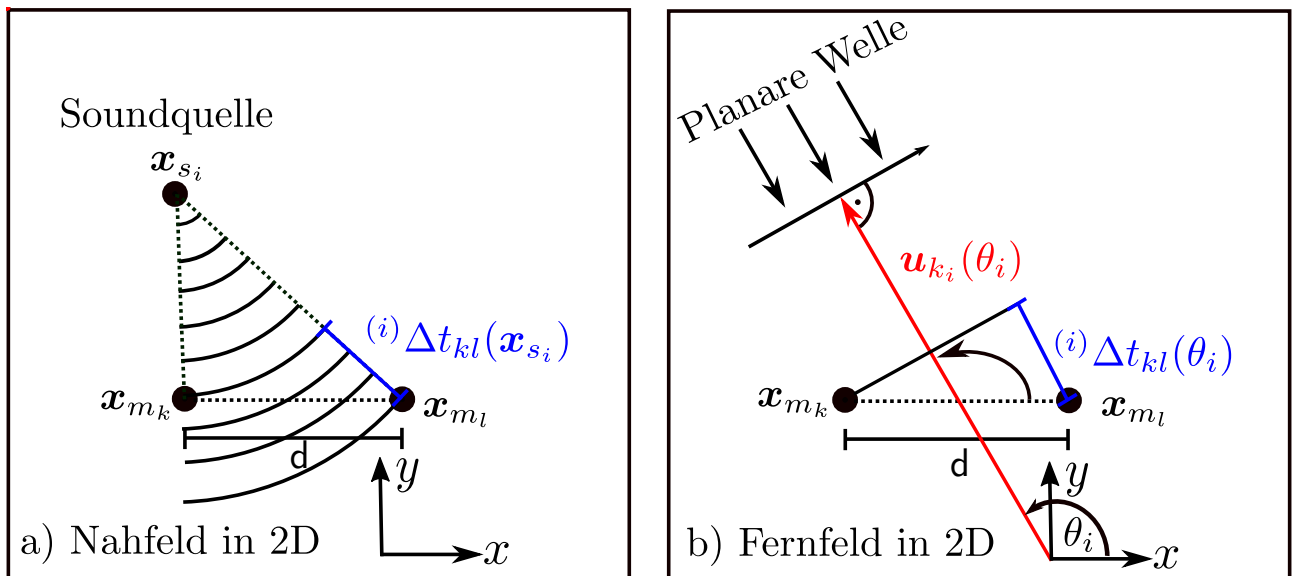 Soundquelle
𝒙_{s_i}
^{(i)}Δt_{kl}(𝒙_{s_i})
𝒙_{m_k}
𝒙_{m_l}
d
y
x
a) Nahfeld in 2D
Planare Welle
𝒖_{k_i}(θ_i)
^{(i)}Δt_{kl}(θ_i)
𝒙_{m_k}
𝒙_{m_l}
d
y
θ_i
x
b) Fernfeld in 2D